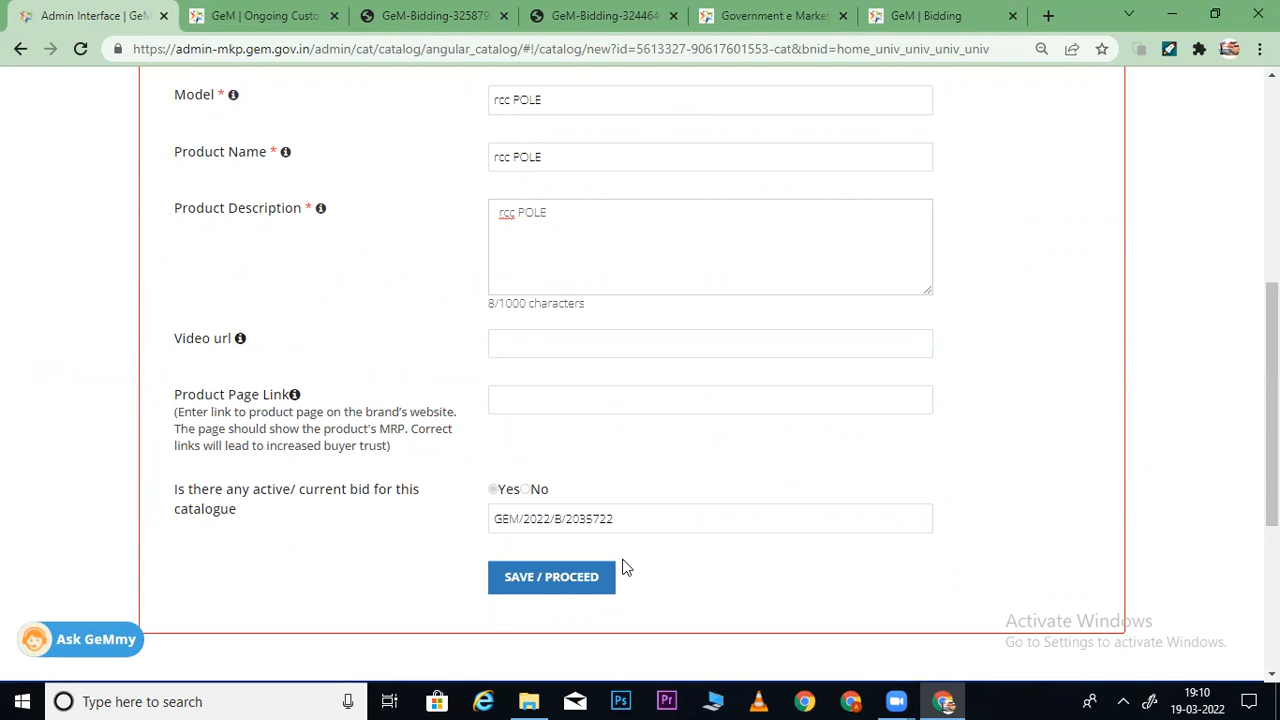 Admin Interface | GeM
GeM | Ongoing Custo
GeM-Bidding-325879
GeM-Bidding-324464
Government e Market
GeM | Bidding
https://admin-mkp.gem.gov.in/admin/cat/catalog/angular_catalog/#!/catalog/new?id=5613327-90617601553-cat&bnid=home_univ_univ_univ_univ
Model *
rcc POLE
Product Name *
rcc POLE
Product Description *
rcc POLE
8/1000 characters
Video url
Product Page Link
(Enter link to product page on the brand's website.
The page should show the product's MRP. Correct
links will lead to increased buyer trust)
Is there any active/ current bid for this
catalogue
Yes No
GEM/2022/B/2035722
SAVE / PROCEED
Ask GeMmy
Activate Windows
Go to Settings to activate Windows.
Type here to search
Ps
Pr
19:10
19-03-2022